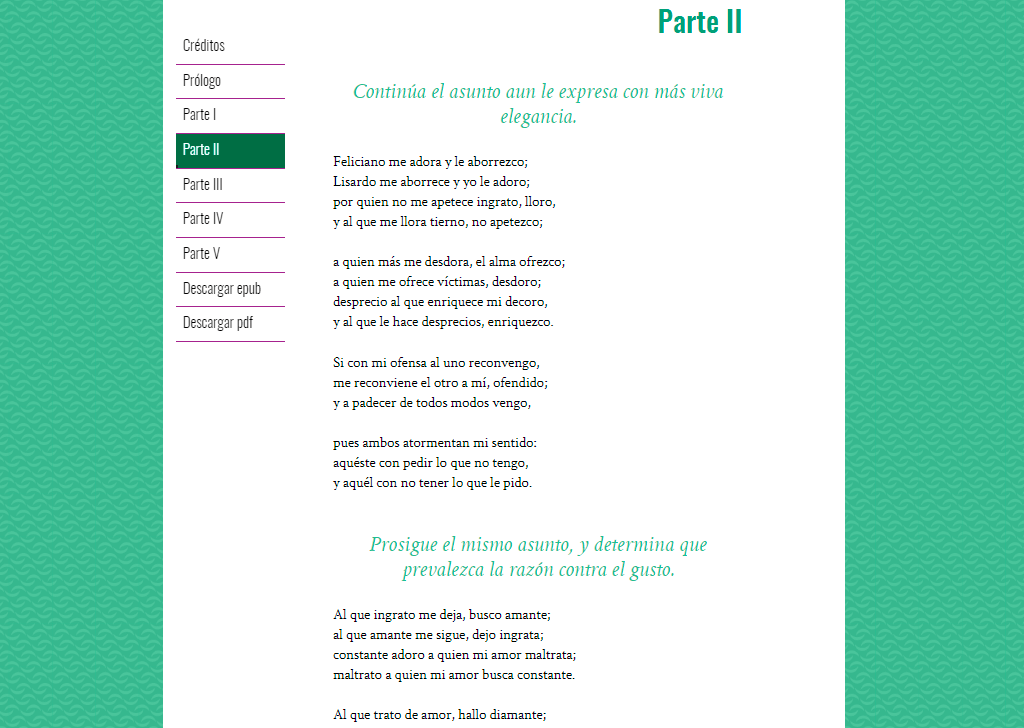 Parte II
Créditos
Prólogo
Parte I
Parte II
Parte III
Parte IV
Parte V
Descargar epub
Descargar pdf
Continúa el asunto aun le expresa con más viva
elegancia.
Feliciano me adora y le aborrezco;
Lisardo me aborrece y yo le adoro;
por quien no me apetece ingrato, lloro,
y al que me llora tierno, no apetezco;
a quien más me desdora, el alma ofrezco;
a quien me ofrece víctimas, desdoro;
desprecio al que enriquece mi decoro,
y al que le hace desprecios, enriquezco.
Si con mi ofensa al uno reconvengo,
me reconviene el otro a mí, ofendido;
y a padecer de todos modos vengo,
pues ambos atormentan mi sentido:
aquéste con pedir lo que no tengo,
y aquél con no tener lo que le pido.
Prosigue el mismo asunto, y determina que
prevalezca la razón contra el gusto.
Al que ingrato me deja, busco amante;
al que amante me sigue, dejo ingrata;
constante adoro a quien mi amor maltrata;
maltrato a quien mi amor busca constante.
Al que trato de amor, hallo diamante;